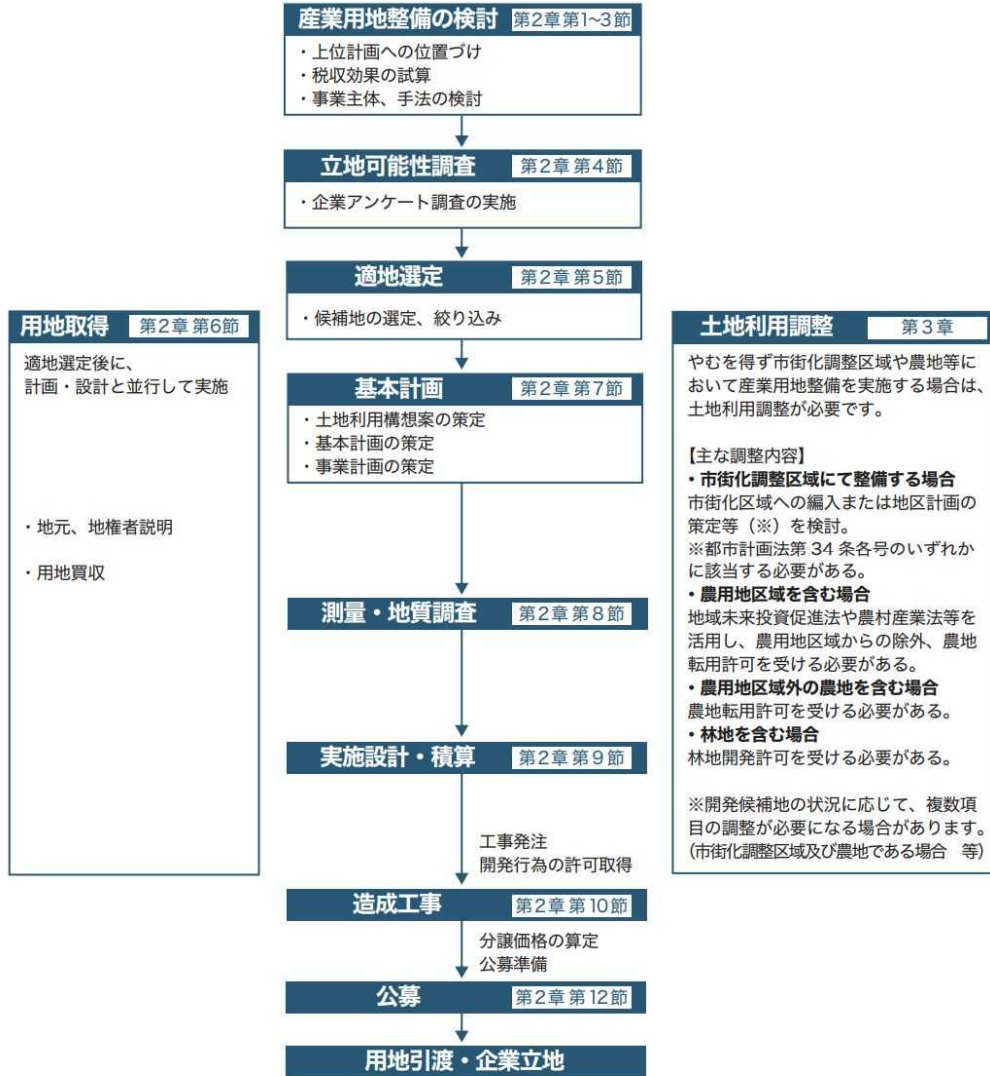 産業用地整備の検討 第2章第1~3節
・上位計画への位置づけ
・税収効果の試算
・事業主体、手法の検討
立地可能性調査 第2章第4節
・企業アンケート調査の実施
適地選定 第2章第5節
・候補地の選定、絞り込み
用地取得 第2章第6節
適地選定後に、
計画・設計と並行して実施
・地元、地権者説明
・用地買収
基本計画 第2章第7節
・土地利用構想案の策定
・基本計画の策定
・事業計画の策定
測量・地質調査 第2章第8節
実施設計・積算 第2章第9節
工事発注
開発行為の許可取得
造成工事 第2章第10節
分譲価格の算定
公募準備
公募 第2章第12節
用地引渡・企業立地
土地利用調整 第3章
やむを得ず市街化調整区域や農地等に
おいて産業用地整備を実施する場合は、
土地利用調整が必要です。
【主な調整内容】
・市街化調整区域にて整備する場合
市街化区域への編入または地区計画の
策定等（※）を検討。
※都市計画法第 34 条各号のいずれか
に該当する必要がある。
・農用地区域を含む場合
地域未来投資促進法や農村産業法等を
活用し、農用地区域からの除外、農地
転用許可を受ける必要がある。
・農用地区域外の農地を含む場合
農地転用許可を受ける必要がある。
・林地を含む場合
林地開発許可を受ける必要がある。
※開発候補地の状況に応じて、複数項
目の調整が必要になる場合があります。
（市街化調整区域及び農地である場合　等）